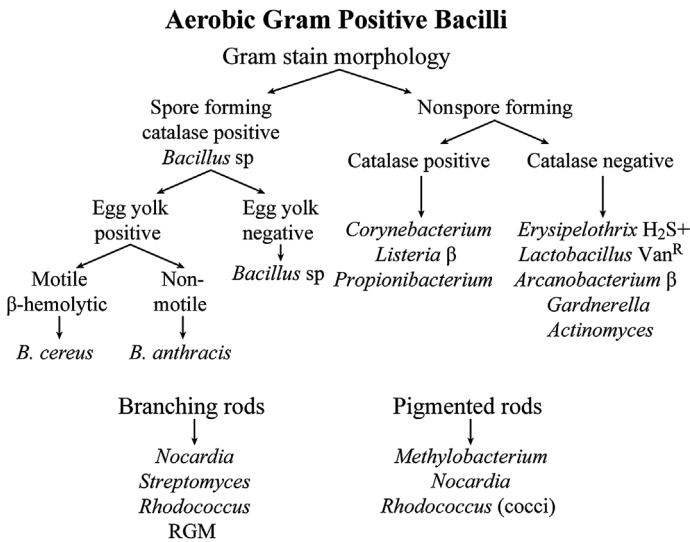 Aerobic Gram Positive Bacilli
Gram stain morphology
Spore forming
catalase positive
Bacillus sp
Nonspore forming
Egg yolk
positive
Egg yolk
negative
Bacillus sp
Motile
β-hemolytic
Non-
motile
B. cereus
B. anthracis
Catalase positive
Corynebacterium
Listeria β
Propionibacterium
Catalase negative
Erysipelothrix H₂S+
Lactobacillus Vanᴿ
Arcanobacterium β
Gardnerella
Actinomyces
Branching rods
Nocardia
Streptomyces
Rhodococcus
RGM
Pigmented rods
Methylobacterium
Nocardia
Rhodococcus (cocci)